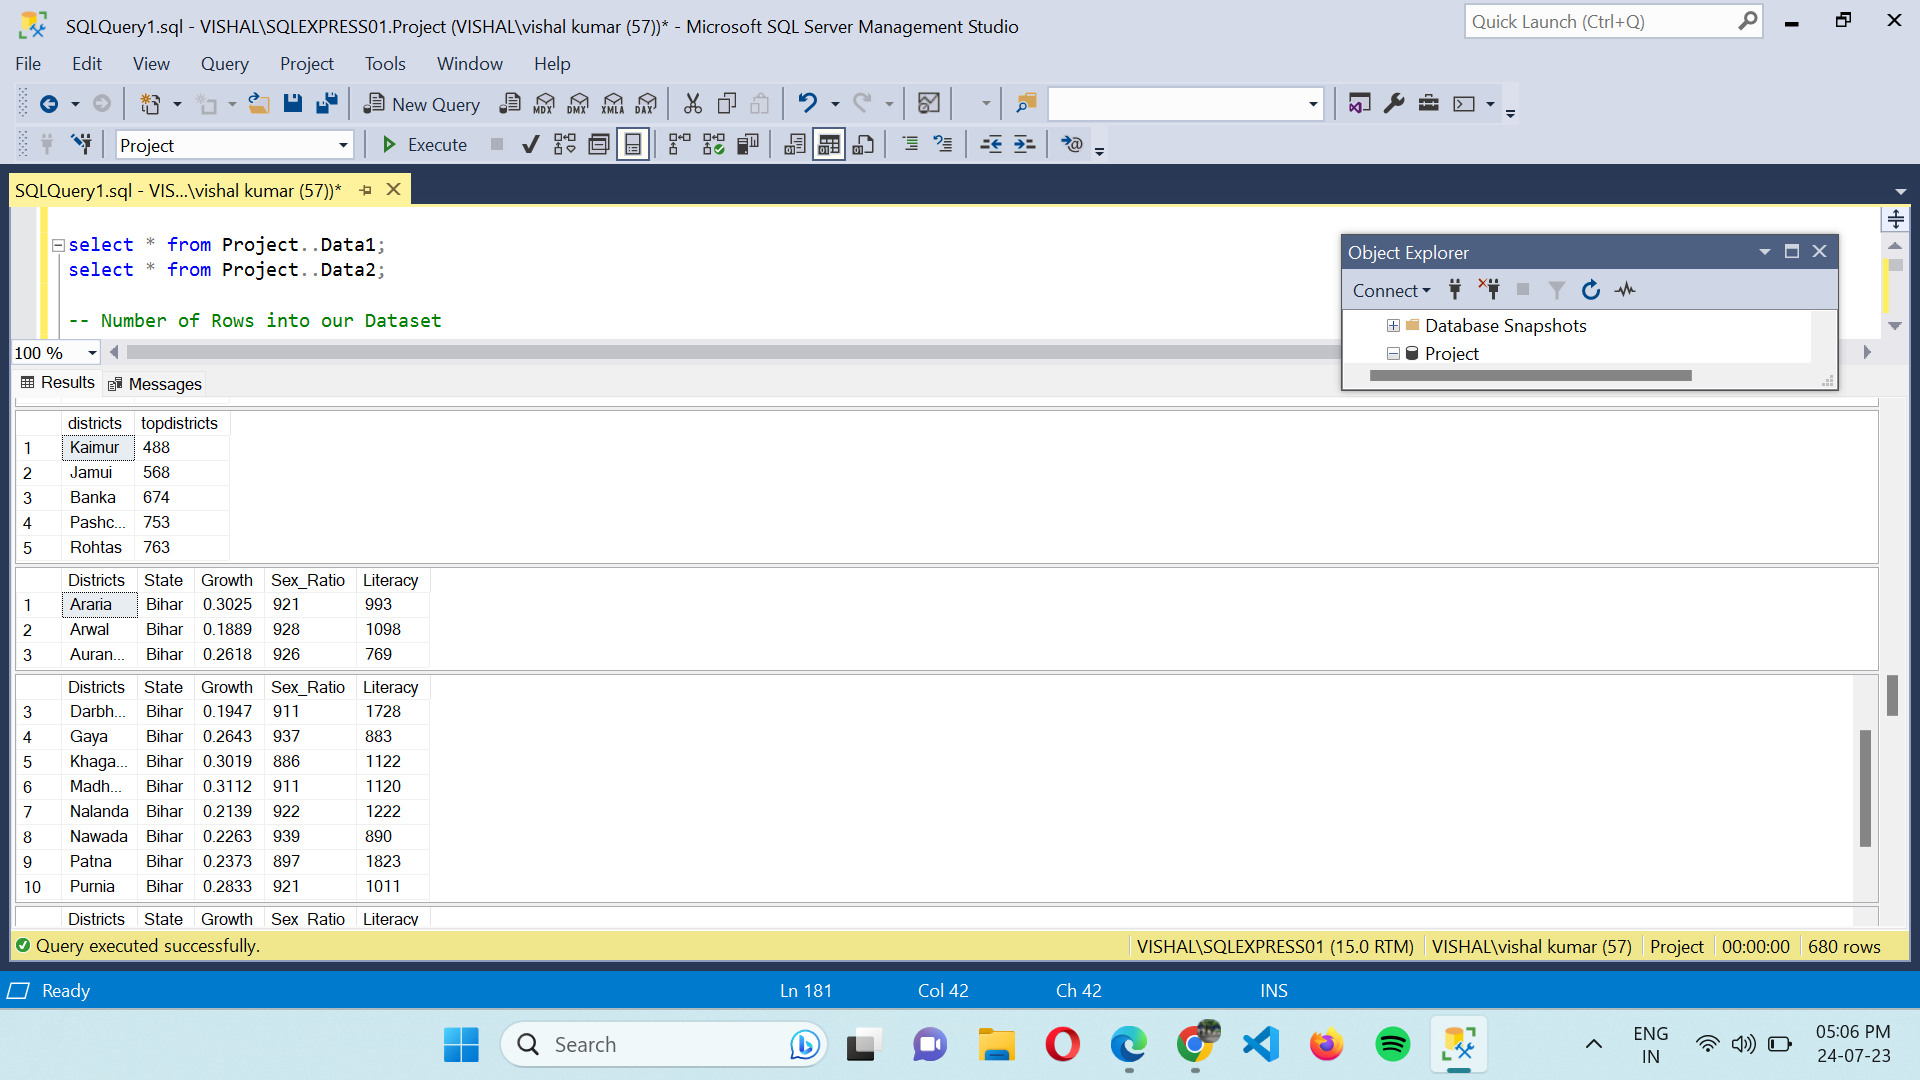 SQLQuery1.sql - VISHAL\SQLEXPRESS01.Project (VISHAL\vishal kumar (57))* - Microsoft SQL Server Management Studio
Quick Launch (Ctrl+Q)
File Edit View Query Project Tools Window Help
New Query MDX DMX XMLA DAX
Project Execute
SQLQuery1.sql - VIS...\vishal kumar (57))*
select * from Project..Data1;
select * from Project..Data2;
-- Number of Rows into our Dataset
Object Explorer
Connect
Database Snapshots
Project
100 %
Results Messages
districts topdistricts
1 Kaimur 488
2 Jamui 568
3 Banka 674
4 Pashc... 753
5 Rohtas 763
Districts State Growth Sex_Ratio Literacy
1 Araria Bihar 0.3025 921 993
2 Arwal Bihar 0.1889 928 1098
3 Auran... Bihar 0.2618 926 769
Districts State Growth Sex_Ratio Literacy
3 Darbh... Bihar 0.1947 911 1728
4 Gaya Bihar 0.2643 937 883
5 Khaga... Bihar 0.3019 886 1122
6 Madh... Bihar 0.3112 911 1120
7 Nalanda Bihar 0.2139 922 1222
8 Nawada Bihar 0.2263 939 890
9 Patna Bihar 0.2373 897 1823
10 Purnia Bihar 0.2833 921 1011
Districts State Growth Sex_Ratio Literacy
Query executed successfully. VISHAL\SQLEXPRESS01 (15.0 RTM) VISHAL\vishal kumar (57) Project 00:00:00 680 rows
Ready Ln 181 Col 42 Ch 42 INS
Search
ENG
IN
05:06 PM
24-07-23